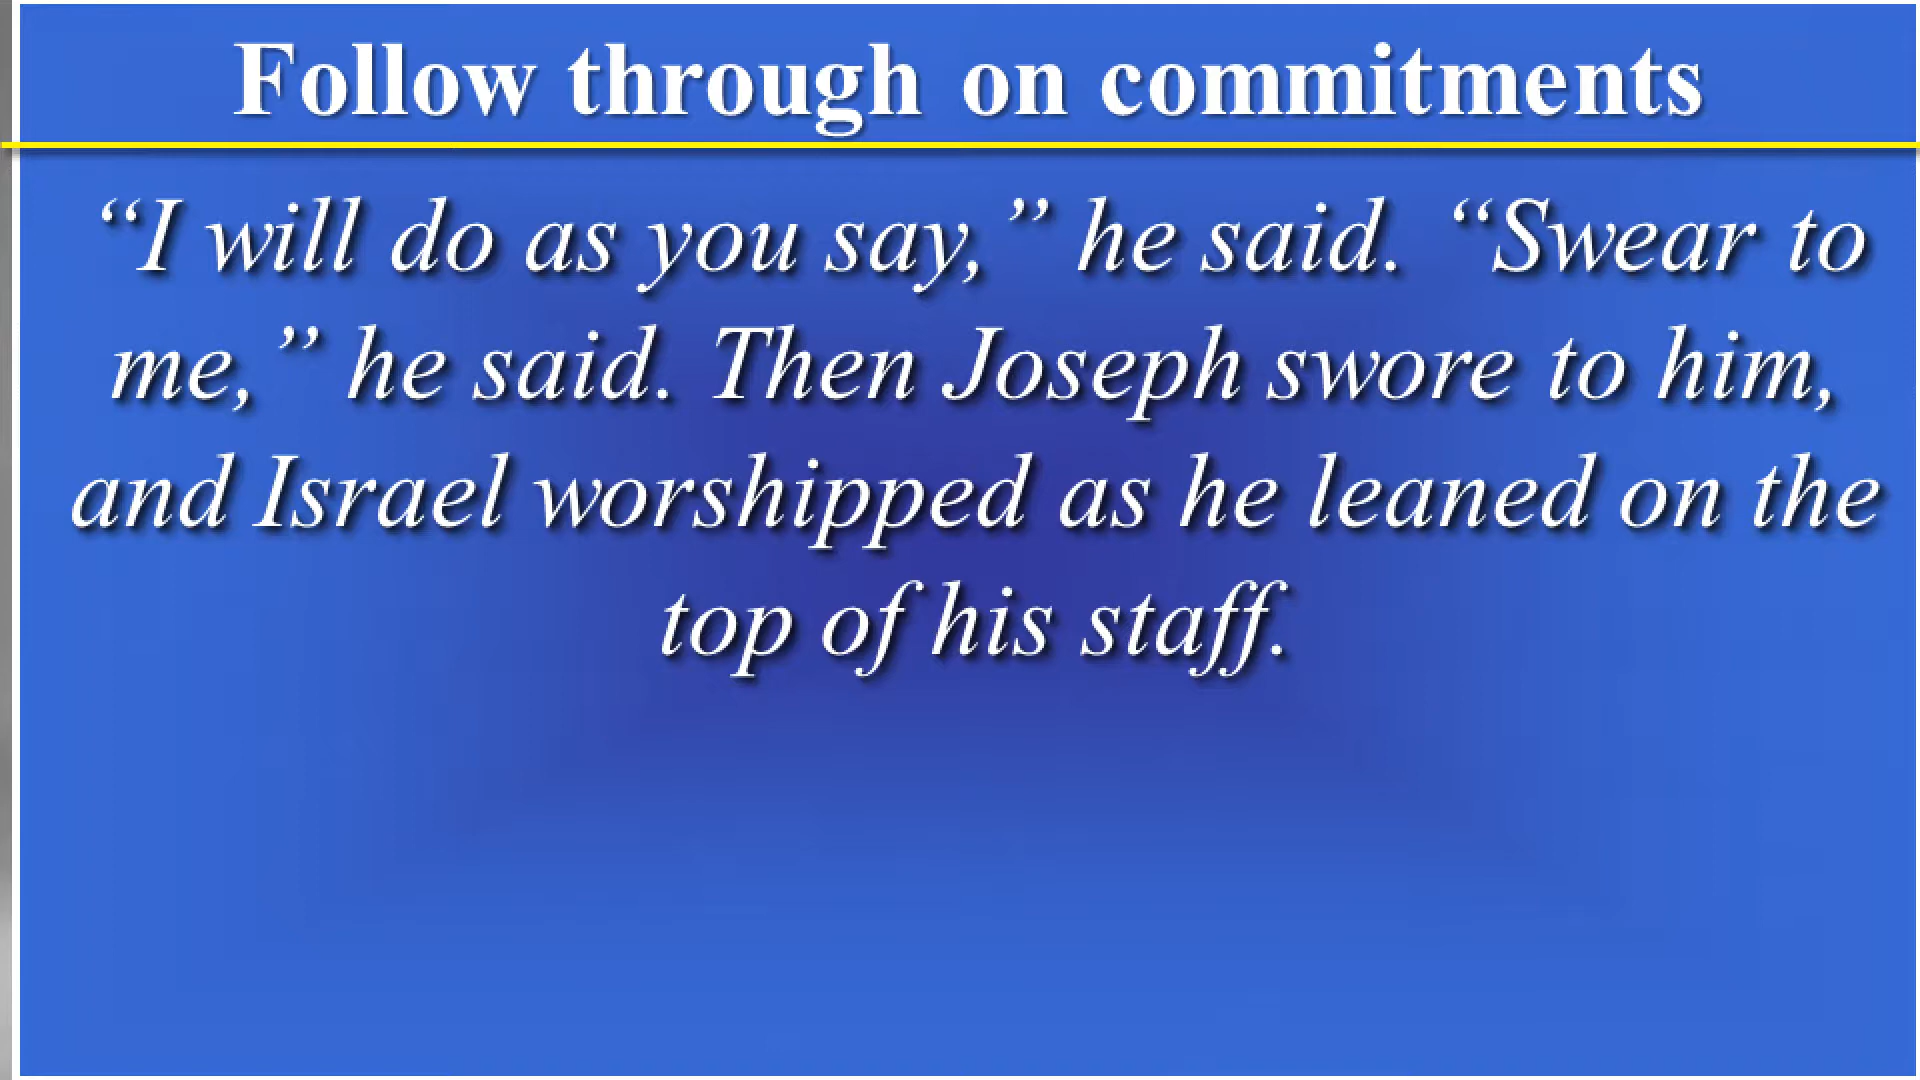 Follow through on commitments
“I will do as you say,” he said. “Swear to
me,” he said. Then Joseph swore to him,
and Israel worshipped as he leaned on the
top of his staff.